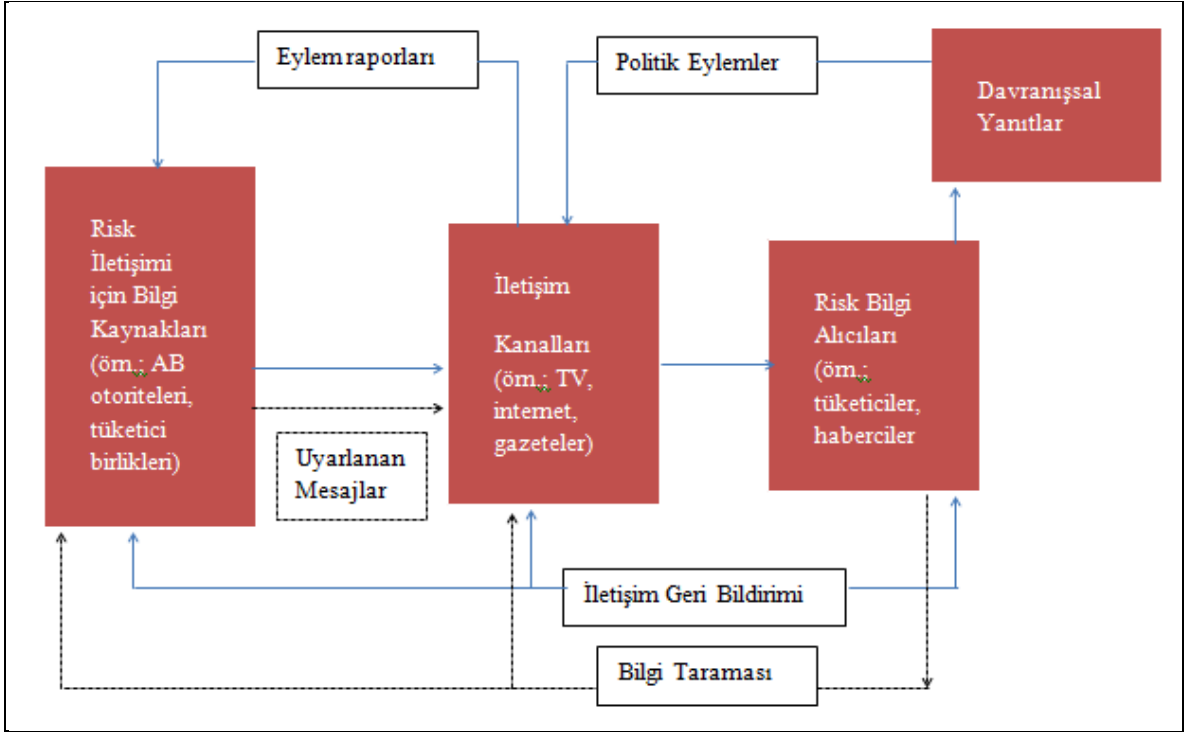 Eylem raporları
Politik Eylemler
Davranışsal
Yanıtlar
Risk
İletişimi
için Bilgi
Kaynakları
(örn.; AB
otoriteleri,
tüketici
birlikleri)
İletişim
Kanalları
(örn.; TV,
internet,
gazeteler)
Risk Bilgi
Alıcıları
(örn.;
tüketiciler,
haberciler
Uyarlanan
Mesajlar
İletişim Geri Bildirimi
Bilgi Taraması